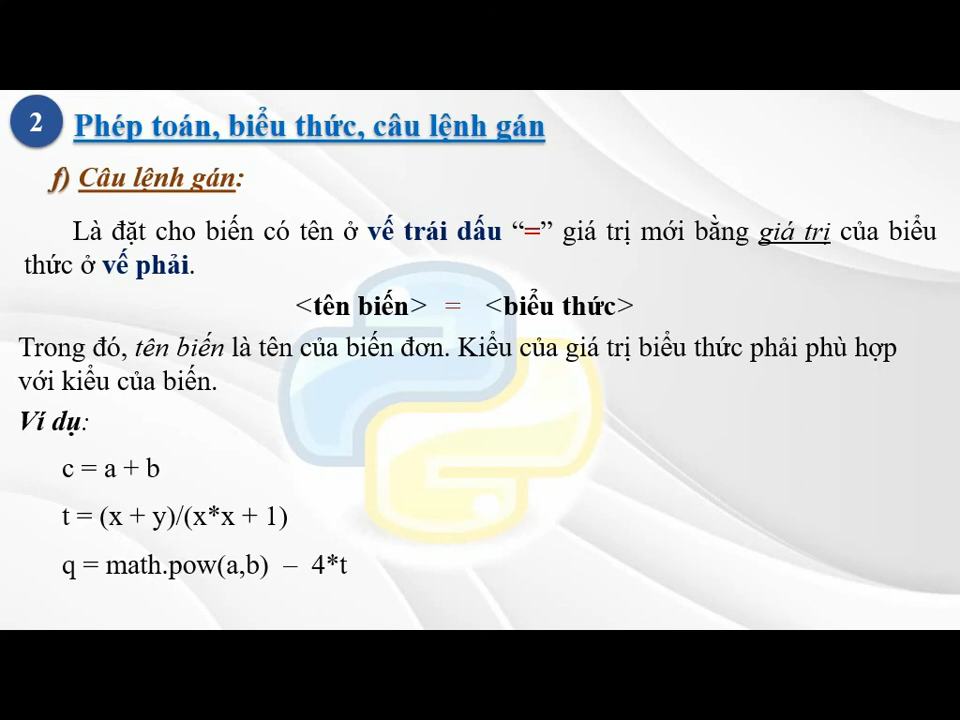 2 Phép toán, biểu thức, câu lệnh gán
f) Câu lệnh gán:
Là đặt cho biến có tên ở vế trái dấu “=” giá trị mới bằng giá trị của biểu
thức ở vế phải.
<tên biến> = <biểu thức>
Trong đó, tên biến là tên của biến đơn. Kiểu của giá trị biểu thức phải phù hợp
với kiểu của biến.
Ví dụ:
c = a + b
t = (x + y)/(x*x + 1)
q = math.pow(a,b) – 4*t